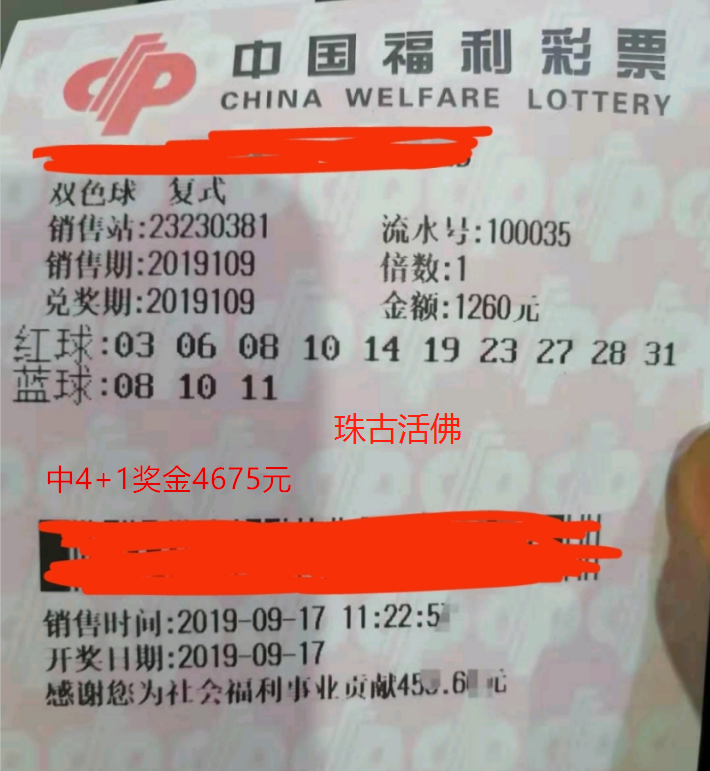 中国福利彩票
CHINA WELFARE LOTTERY
双色球 复式
销售站:23230381 流水号:100035
销售期:2019109 倍数:1
兑奖期:2019109 金额:1260元
红球:03 06 08 10 14 19 23 27 28 31
蓝球:08 10 11
珠古活佛
中4+1奖金4675元
销售时间:2019-09-17 11:22:5
开奖日期:2019-09-17
感谢您为社会福利事业贡献45 .6 元